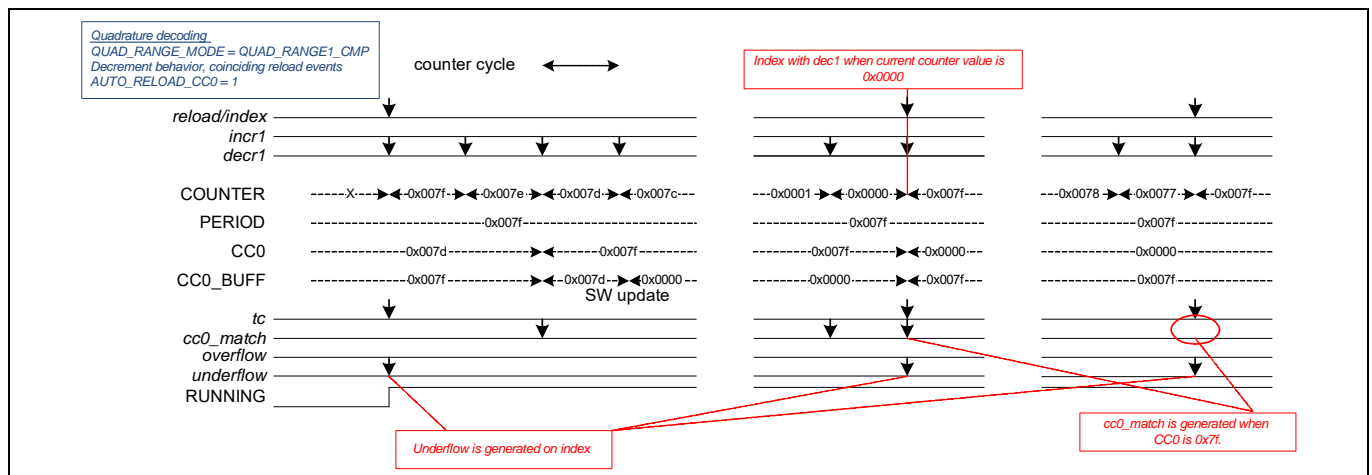 Quadrature decoding
QUAD_RANGE_MODE = QUAD_RANGE1_CMP
Decrement behavior, coinciding reload events
AUTO_RELOAD_CC0 = 1
counter cycle
Index with dec1 when current counter value is
0x0000
reload/index
incr1
decr1
COUNTER X 0x007f 0x007e 0x007d 0x007c 0x0001 0x0000 0x007f 0x0078 0x0077 0x007f
PERIOD 0x007f 0x007f 0x007f
CC0 0x007d 0x007f 0x007f 0x0000 0x0000
CC0_BUFF 0x007f 0x007d 0x0000 0x0000 0x007f 0x007f
SW update
tc
cc0_match
overflow
underflow
RUNNING
Underflow is generated on index
cc0_match is generated when
CC0 is 0x7f.